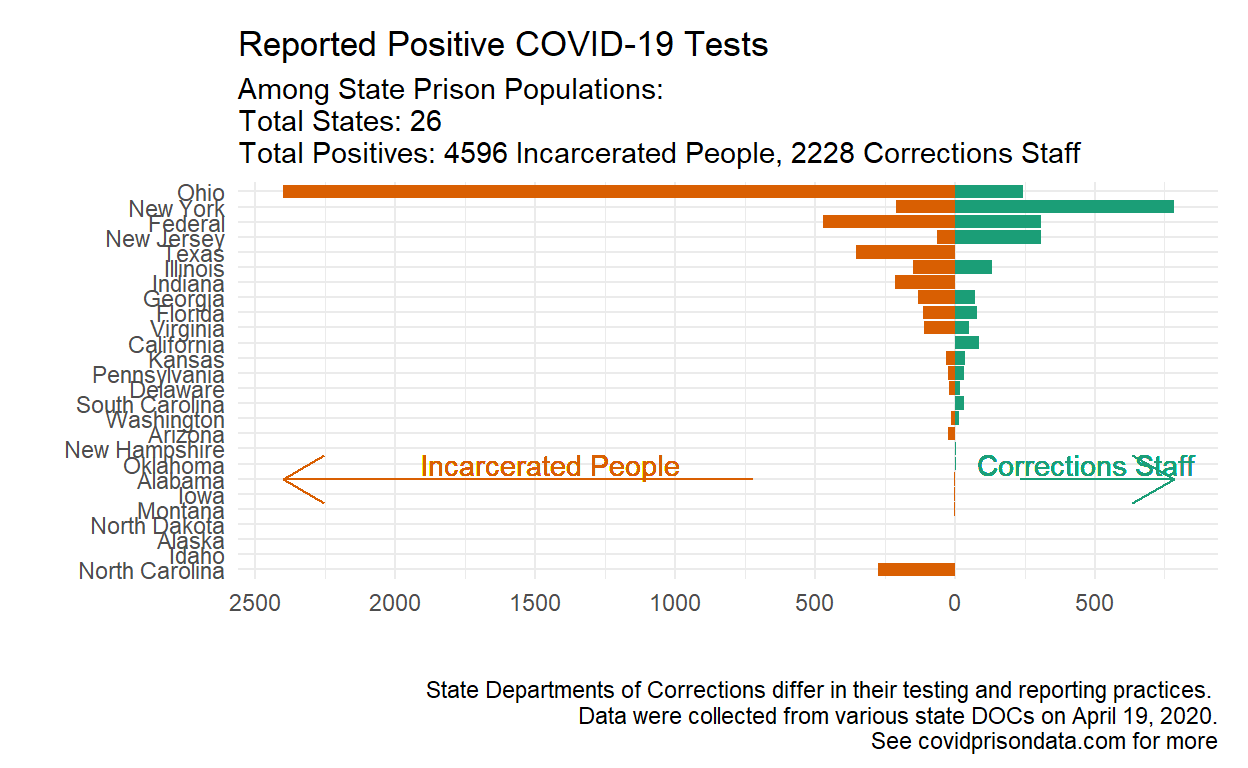 Reported Positive COVID-19 Tests
Among State Prison Populations:
Total States: 26
Total Positives: 4596 Incarcerated People, 2228 Corrections Staff
Ohio
New York
Federal
New Jersey
Texas
Illinois
Indiana
Georgia
Florida
Virginia
California
Kansas
Pennsylvania
Delaware
South Carolina
Washington
Arizona
New Hampshire
Oklahoma
Incarcerated People
Corrections Staff
Alabama
Iowa
Montana
North Dakota
Alaska
Idaho
North Carolina
2500 2000 1500 1000 500 0 500
State Departments of Corrections differ in their testing and reporting practices.
Data were collected from various state DOCs on April 19, 2020.
See covidprisondata.com for more